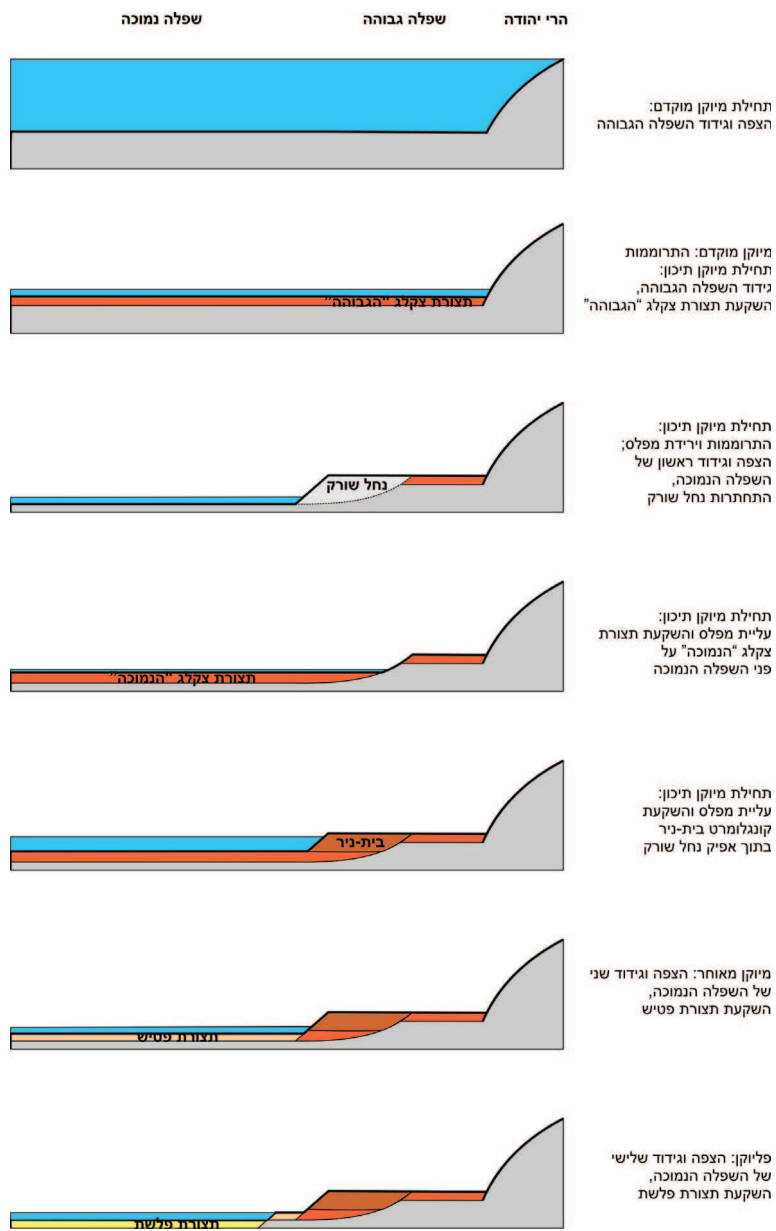 הרי יהודה
שפלה גבוהה
שפלה נמוכה
תחילת מיוקן מוקדם:
הצפה וגידוד השפלה הגבוהה
מיוקן מוקדם: התרוממות
תחילת מיוקן תיכון:
גידוד השפלה הגבוהה,
השקעת תצורת צקלג "הגבוהה"
תצורת צקלג "הגבוהה"
תחילת מיוקן תיכון:
התרוממות וירידת מפלס;
הצפה וגידוד ראשון של
השפלה הנמוכה,
התחתרות נחל שורק
נחל שורק
תחילת מיוקן תיכון:
עליית מפלס והשקעת תצורת
צקלג "הנמוכה" על
פני השפלה הנמוכה
תצורת צקלג "הנמוכה"
תחילת מיוקן תיכון:
עליית מפלס והשקעת
קונגלומרט בית-ניר
בתוך אפיק נחל שורק
בית-ניר
מיוקן מאוחר: הצפה וגידוד שני
של השפלה הנמוכה,
השקעת תצורת פטיש
תצורת פטיש
פליוקן: הצפה וגידוד שלישי
של השפלה הנמוכה,
השקעת תצורת פלשת
תצורת פלשת